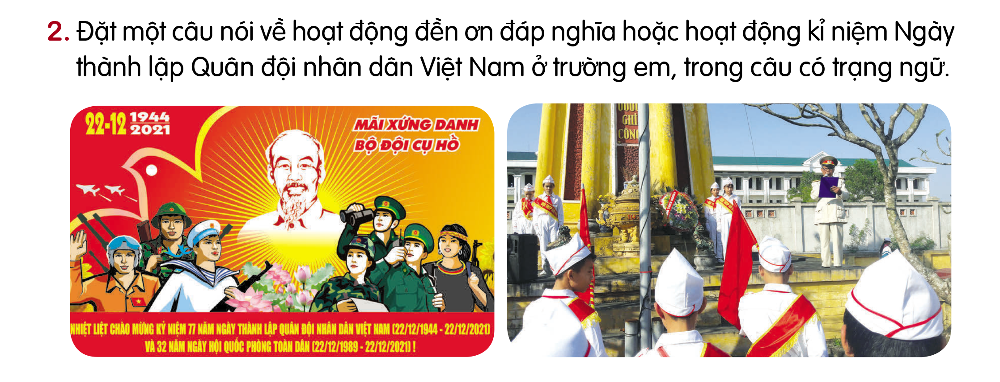 2. Đặt một câu nói về hoạt động đền ơn đáp nghĩa hoặc hoạt động kỉ niệm Ngày
thành lập Quân đội nhân dân Việt Nam ở trường em, trong câu có trạng ngữ.
22-12 1944
2021
MÃI XỨNG DANH
BỘ ĐỘI CỤ HỒ
NHIỆT LIỆT CHÀO MỪNG KỶ NIỆM 77 NĂM NGÀY THÀNH LẬP QUÂN ĐỘI NHÂN DÂN VIỆT NAM (22/12/1944 - 22/12/2021)
VÀ 32 NĂM NGÀY HỘI QUỐC PHÒNG TOÀN DÂN (22/12/1989 - 22/12/2021) !
GHI
CÔNG